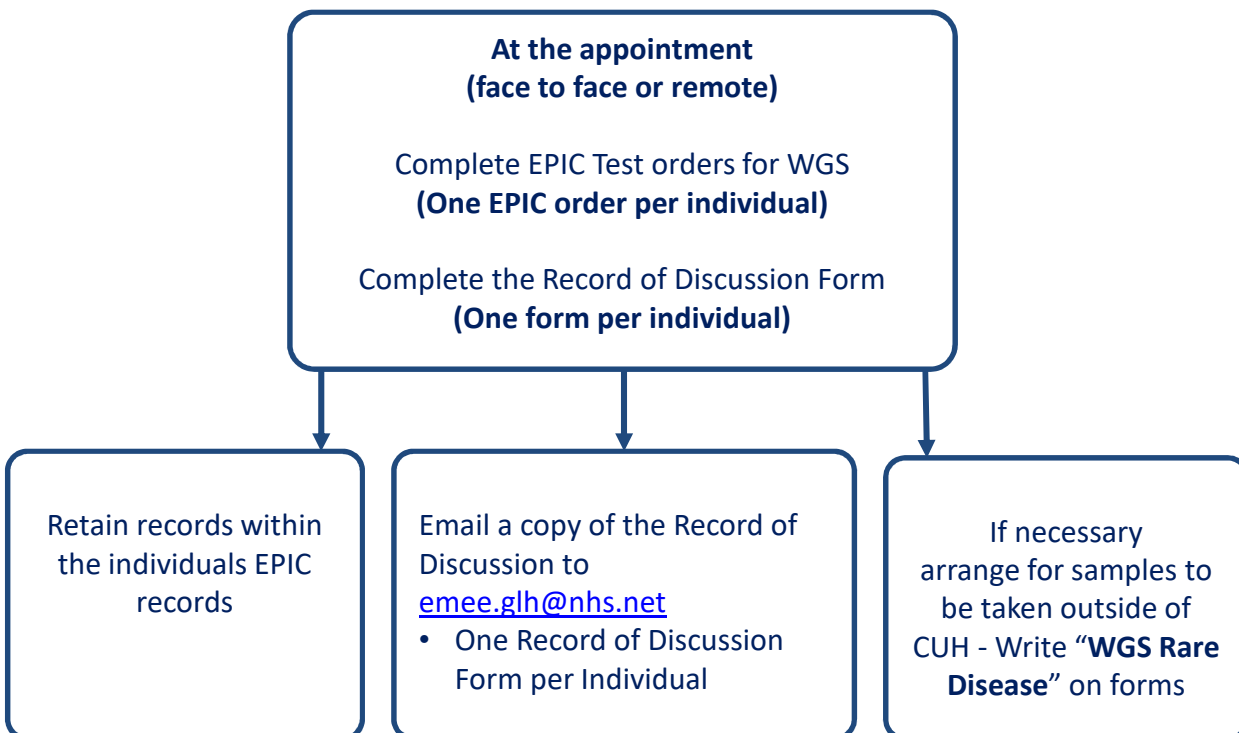 At the appointment
(face to face or remote)
Complete EPIC Test orders for WGS
(One EPIC order per individual)
Complete the Record of Discussion Form
(One form per individual)
Retain records within
the individuals EPIC
records
Email a copy of the Record of
Discussion to
emee.glh@nhs.net
• One Record of Discussion
Form per Individual
If necessary
arrange for samples to
be taken outside of
CUH - Write “WGS Rare
Disease” on forms